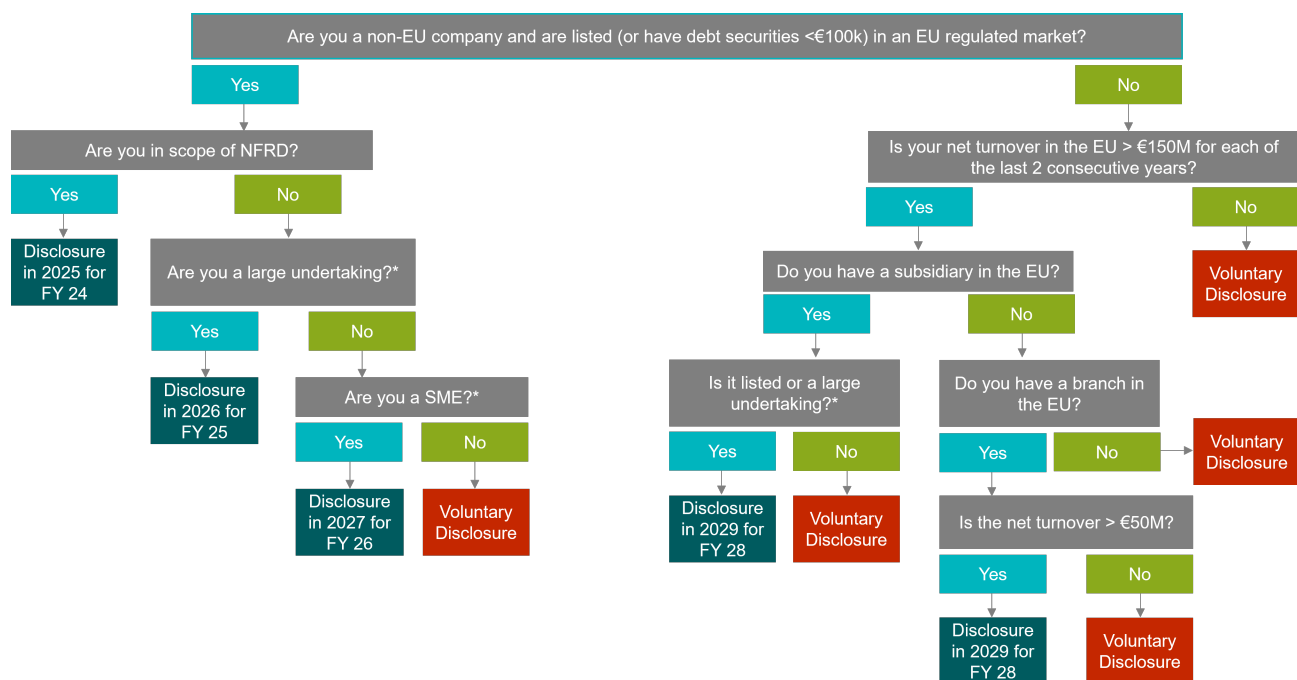 Are you a non-EU company and are listed (or have debt securities <€100k) in an EU regulated market?
Yes
No
Are you in scope of NFRD?
Is your net turnover in the EU > €150M for each of
the last 2 consecutive years?
Yes
No
Yes
No
Disclosure
in 2025 for
FY 24
Are you a large undertaking?*
Do you have a subsidiary in the EU?
Voluntary
Disclosure
Yes
No
Yes
No
Disclosure
in 2026 for
FY 25
Are you a SME?*
Is it listed or a large
undertaking?*
Do you have a branch in
the EU?
Yes
No
Yes
No
Yes
No
Voluntary
Disclosure
Disclosure
in 2027 for
FY 26
Voluntary
Disclosure
Disclosure
in 2029 for
FY 28
Voluntary
Disclosure
Is the net turnover > €50M?
Yes
No
Disclosure
in 2029 for
FY 28
Voluntary
Disclosure